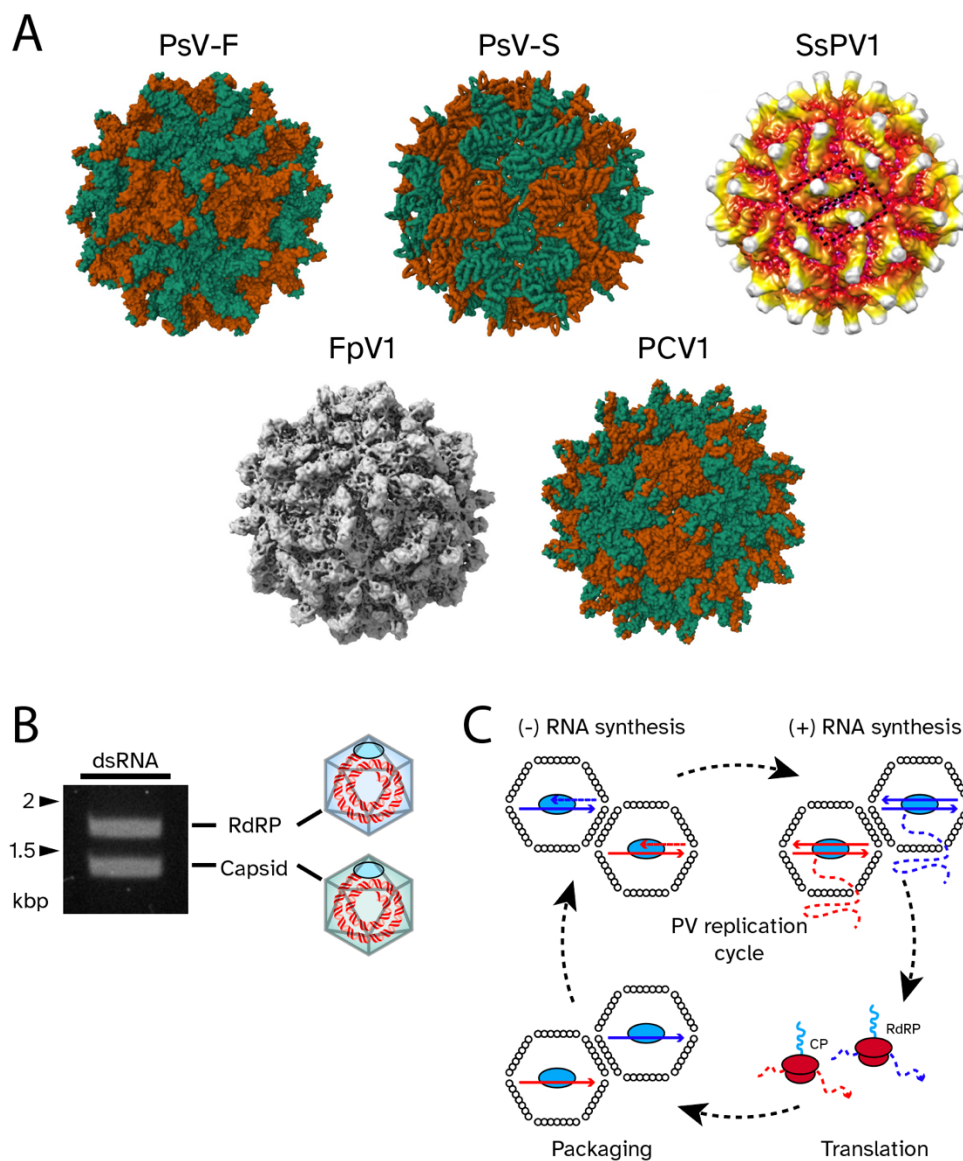 A
PsV-F
PsV-S
SsPV1
FpV1
PCV1
B
dsRNA
2
1.5
kbp
RdRP
Capsid
C
(-) RNA synthesis
(+) RNA synthesis
PV replication
cycle
CP
RdRP
Packaging
Translation